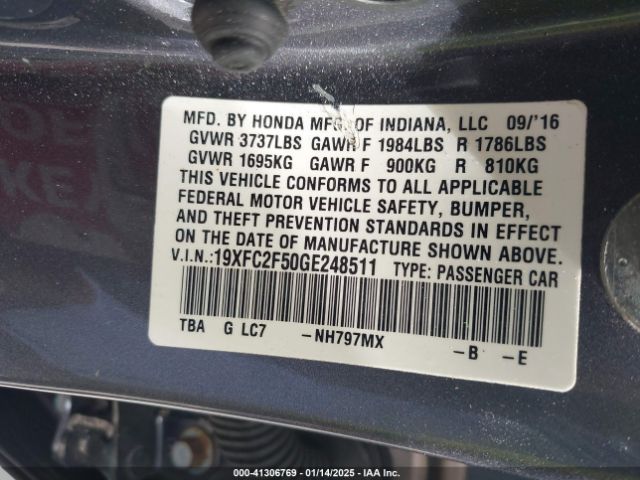 MFD. BY HONDA MFG. OF INDIANA, LLC 09/'16
GVWR 3737LBS GAWR F 1984LBS R 1786LBS
GVWR 1695KG GAWR F 900KG R 810KG
THIS VEHICLE CONFORMS TO ALL APPLICABLE
FEDERAL MOTOR VEHICLE SAFETY, BUMPER,
AND THEFT PREVENTION STANDARDS IN EFFECT
ON THE DATE OF MANUFACTURE SHOWN ABOVE.
V.I.N.:19XFC2F50GE248511 TYPE: PASSENGER CAR
TBA G LC7 -NH797MX -B -E
000-41306769 - 01/14/2025 - IAA Inc.